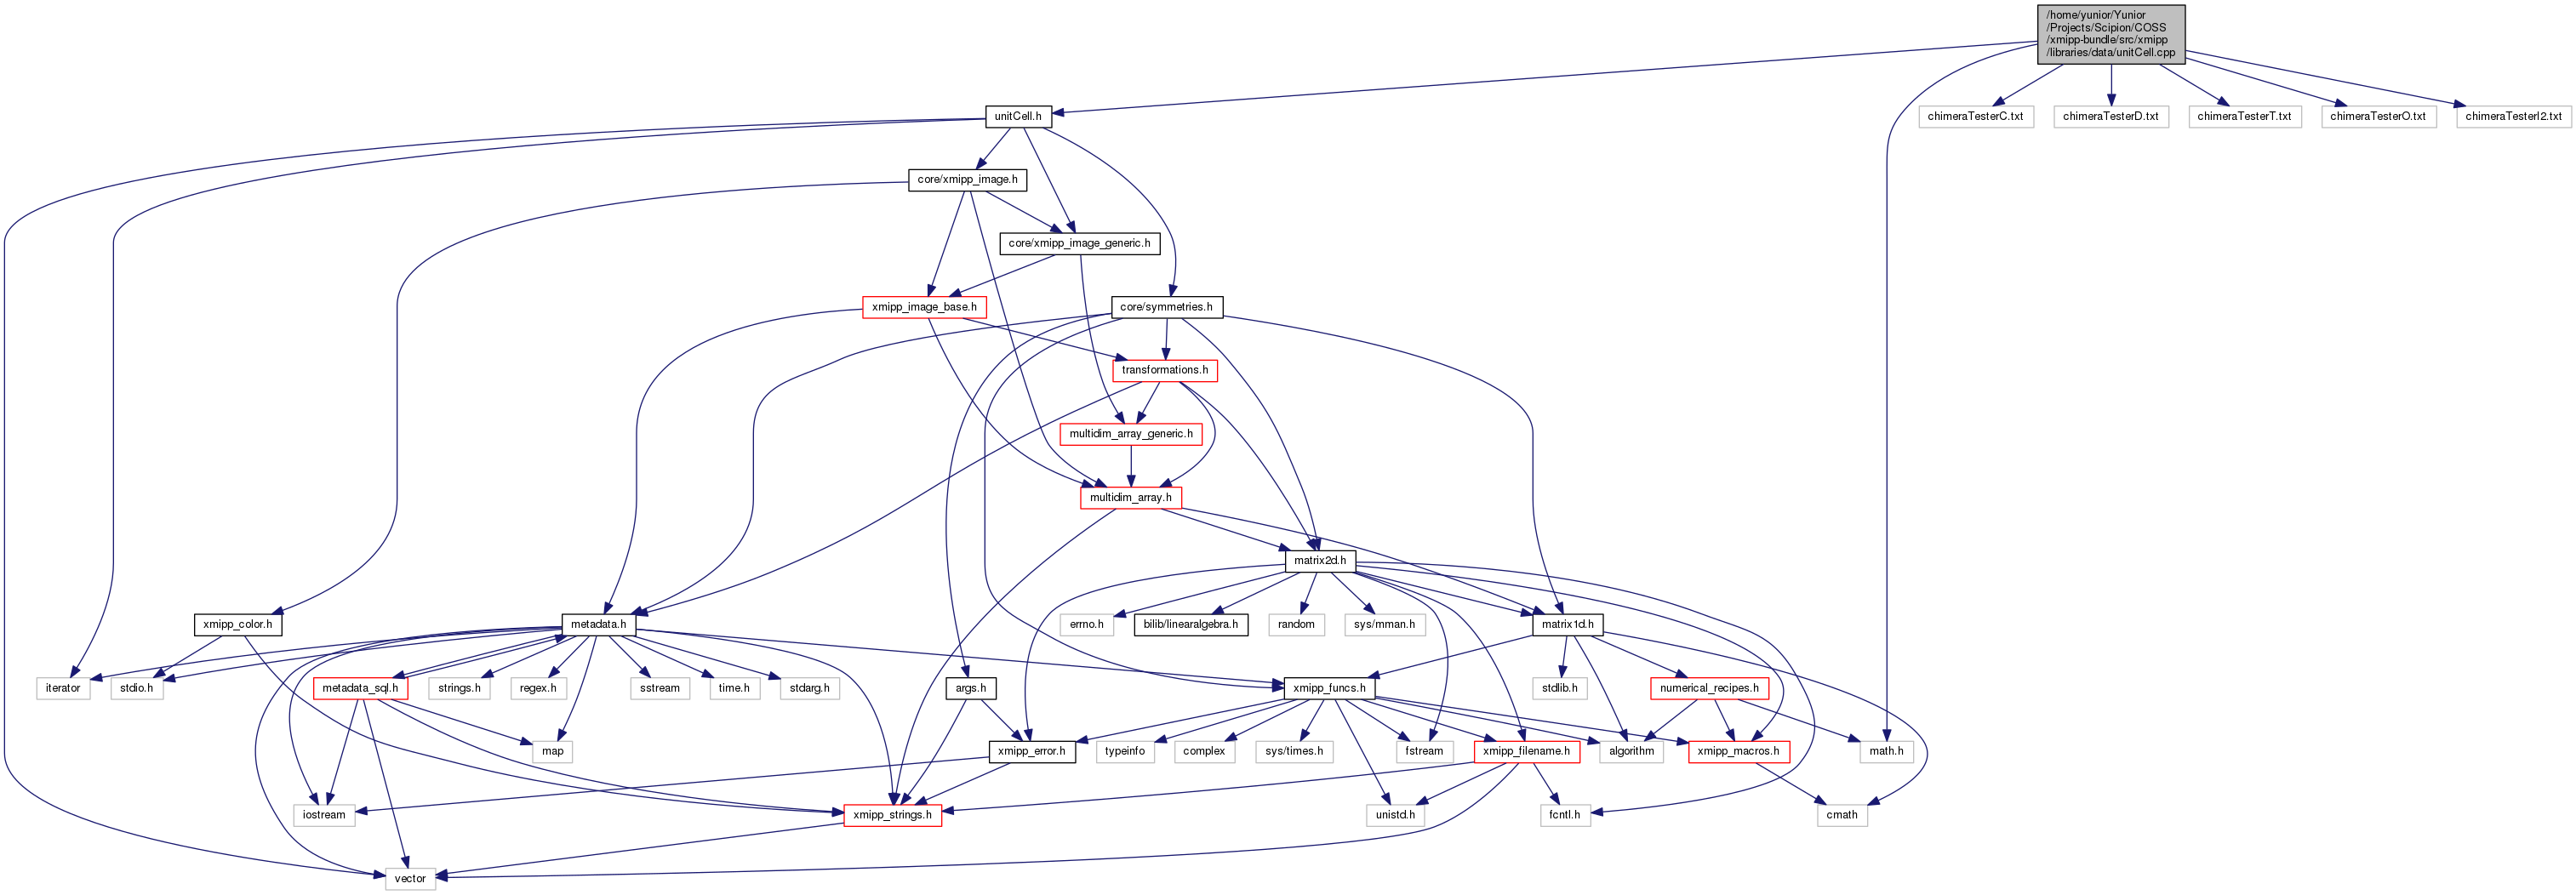 /home/yunior/Yunior
/Projects/Scipion/COSS
/xmipp-bundle/src/xmipp
/libraries/data/unitCell.cpp
unitCell.h
chimeraTesterC.txt
chimeraTesterD.txt
chimeraTesterT.txt
chimeraTesterO.txt
chimeraTesterI2.txt
core/xmipp_image.h
core/xmipp_image_generic.h
xmipp_image_base.h
core/symmetries.h
transformations.h
multidim_array_generic.h
multidim_array.h
matrix2d.h
xmipp_color.h
metadata.h
errno.h
bilib/linearalgebra.h
random
sys/mman.h
matrix1d.h
iterator
stdio.h
metadata_sql.h
strings.h
regex.h
sstream
time.h
stdarg.h
args.h
xmipp_funcs.h
stdlib.h
numerical_recipes.h
map
xmipp_error.h
typeinfo
complex
sys/times.h
fstream
xmipp_filename.h
algorithm
xmipp_macros.h
math.h
iostream
xmipp_strings.h
unistd.h
fcntl.h
cmath
vector